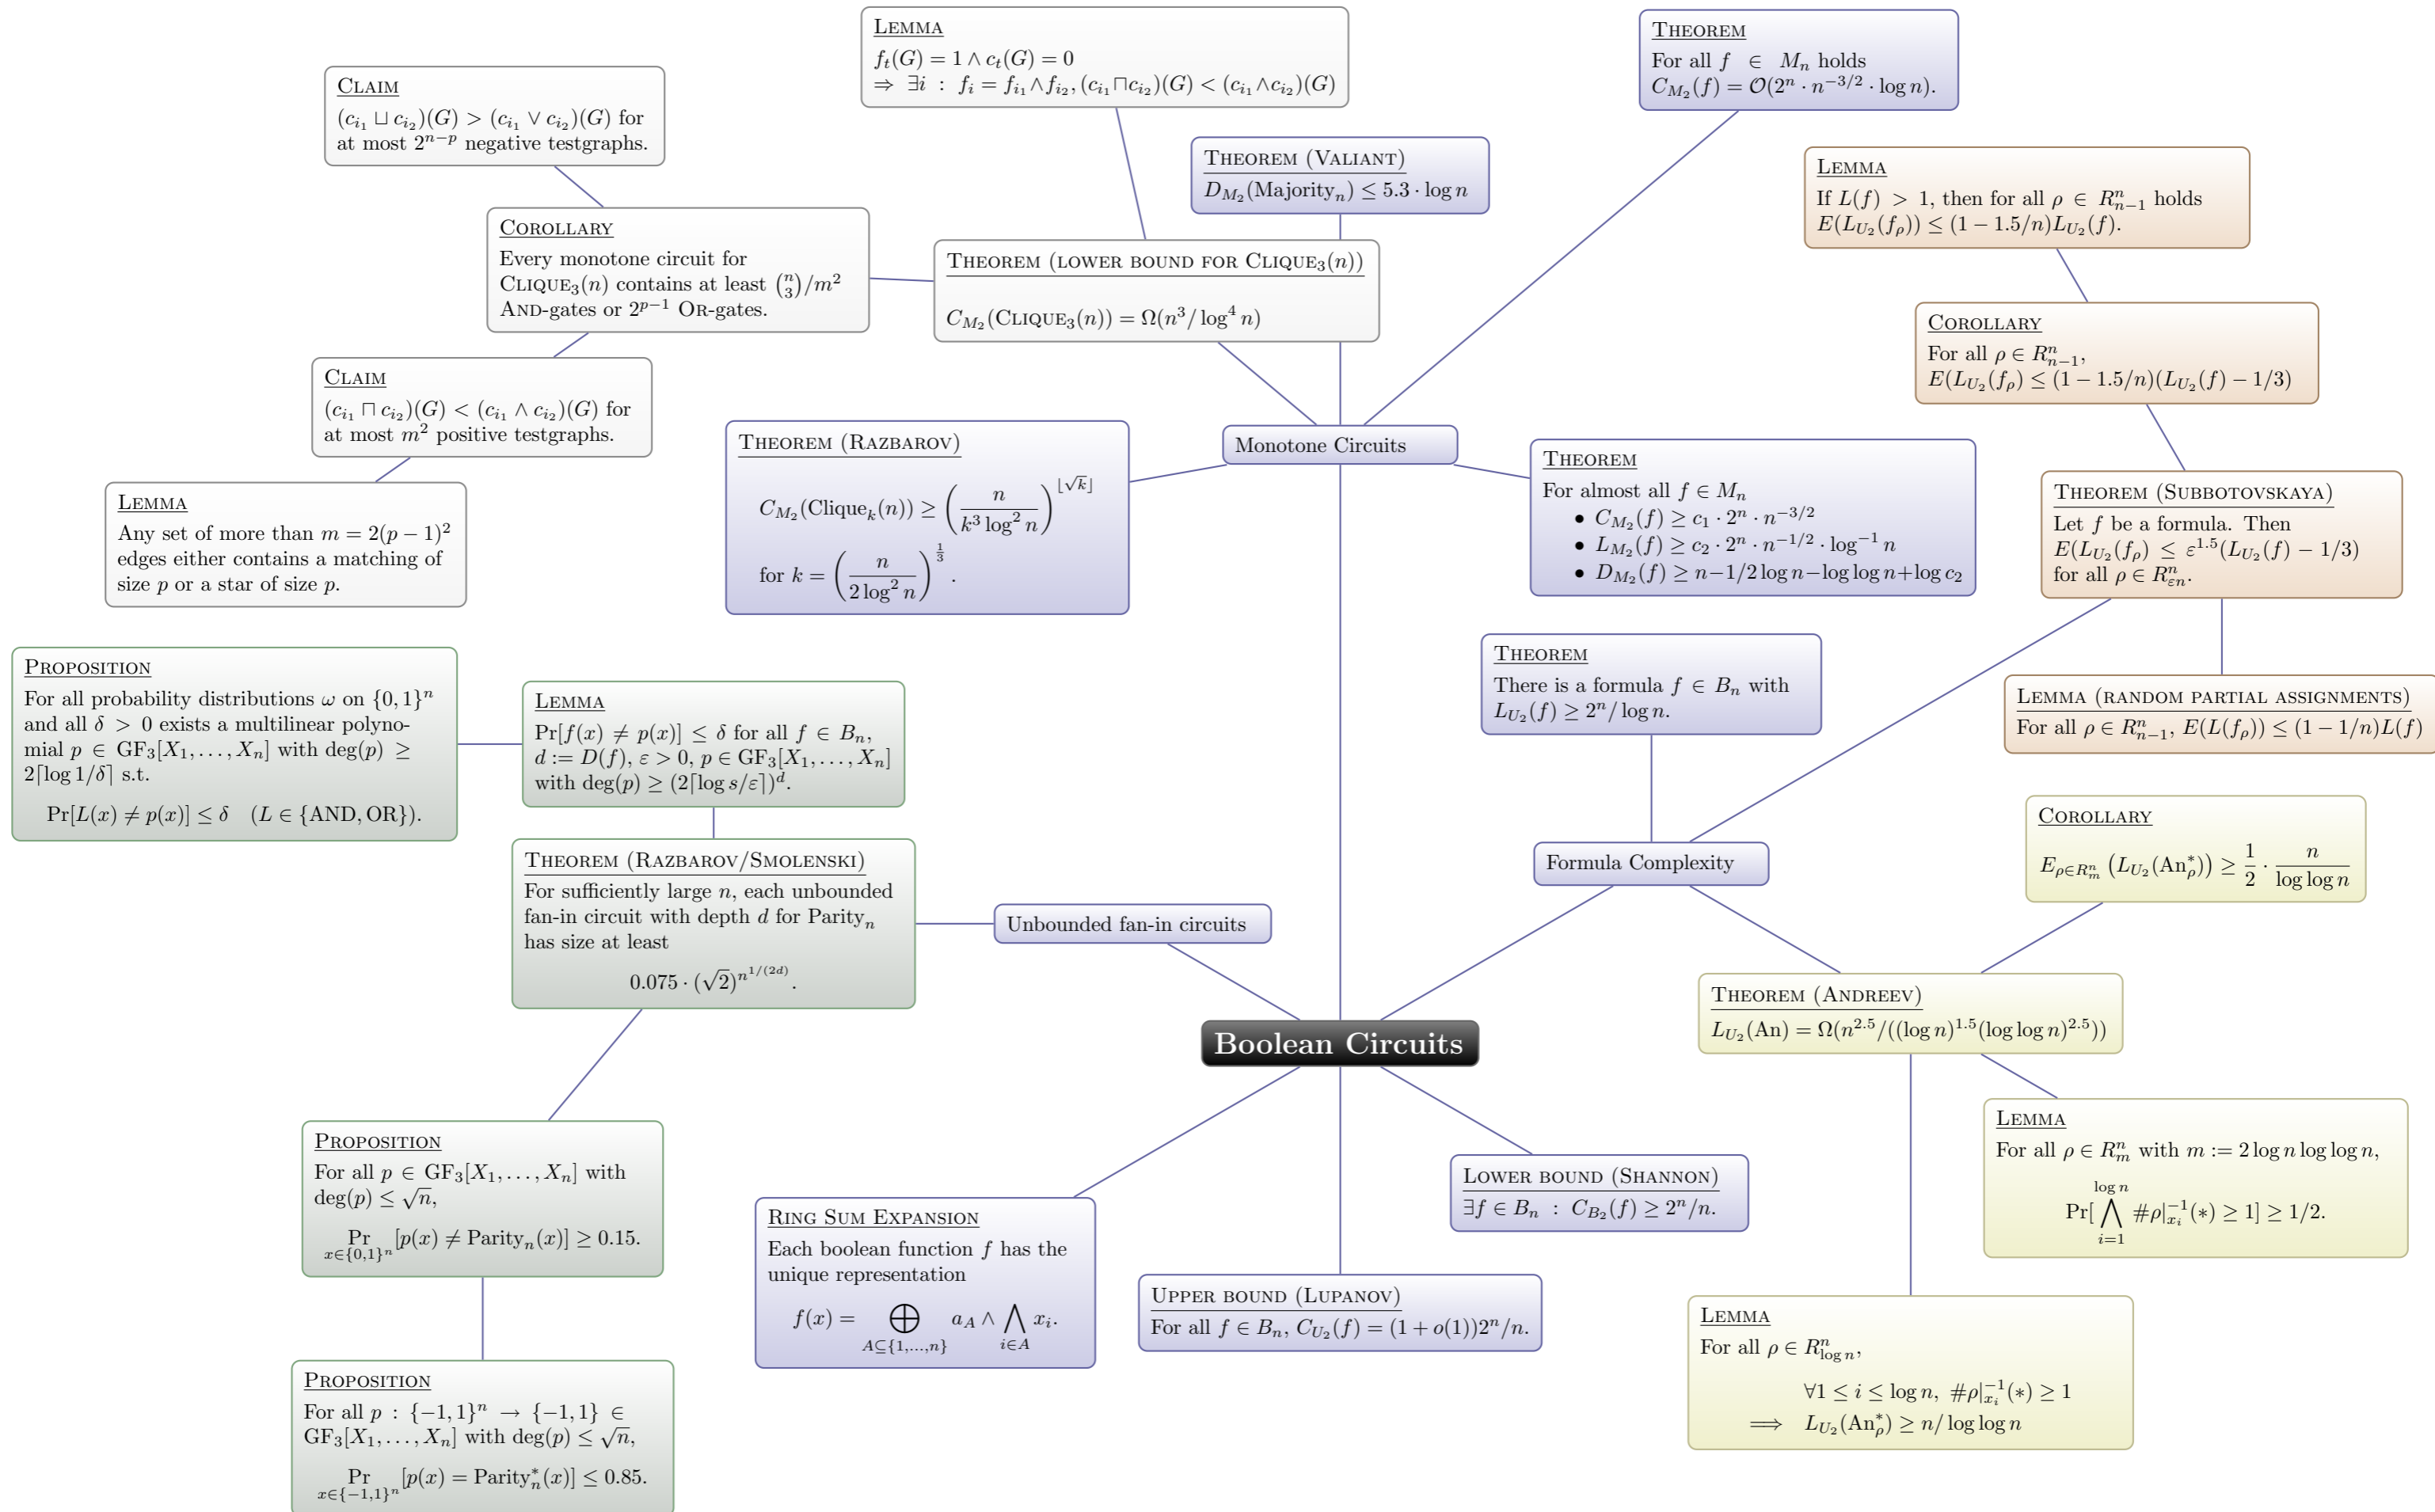 LEMMA
f_t(G) = 1 ∧ c_t(G) = 0
⇒ ∃i : f_i = f_{i_1} ∧ f_{i_2}, (c_{i_1} ⊓ c_{i_2})(G) < (c_{i_1} ∧ c_{i_2})(G)
THEOREM
For all f ∈ M_n holds
C_{M_2}(f) = 𝒪(2^n · n^{−3/2} · log n).
CLAIM
(c_{i_1} ⊔ c_{i_2})(G) > (c_{i_1} ∨ c_{i_2})(G) for
at most 2^{n−p} negative testgraphs.
THEOREM (VALIANT)
D_{M_2}(Majority_n) ≤ 5.3 · log n
LEMMA
If L(f) > 1, then for all ρ ∈ R^n_{n−1} holds
E(L_{U_2}(f_ρ)) ≤ (1 − 1.5/n)L_{U_2}(f).
COROLLARY
Every monotone circuit for
CLIQUE_3(n) contains at least \binom{n}{3}/m^2
AND-gates or 2^{p−1} OR-gates.
THEOREM (LOWER BOUND FOR CLIQUE_3(n))
C_{M_2}(CLIQUE_3(n)) = Ω(n^3/ log^4 n)
COROLLARY
For all ρ ∈ R^n_{n−1},
E(L_{U_2}(f_ρ) ≤ (1 − 1.5/n)(L_{U_2}(f) − 1/3)
CLAIM
(c_{i_1} ⊓ c_{i_2})(G) < (c_{i_1} ∧ c_{i_2})(G) for
at most m^2 positive testgraphs.
THEOREM (RAZBAROV)
C_{M_2}(Clique_k(n)) ≥ (n / (k^3 log^2 n))^{⌊√k⌋}
for k = (n / (2 log^2 n))^{1/3}.
Monotone Circuits
THEOREM
For almost all f ∈ M_n
• C_{M_2}(f) ≥ c_1 · 2^n · n^{−3/2}
• L_{M_2}(f) ≥ c_2 · 2^n · n^{−1/2} · log^{−1} n
• D_{M_2}(f) ≥ n−1/2 log n−log log n+log c_2
THEOREM (SUBBOTOVSKAYA)
Let f be a formula. Then
E(L_{U_2}(f_ρ) ≤ ε^{1.5}(L_{U_2}(f) − 1/3)
for all ρ ∈ R^n_{εn}.
LEMMA
Any set of more than m = 2(p − 1)^2
edges either contains a matching of
size p or a star of size p.
PROPOSITION
For all probability distributions ω on {0, 1}^n
and all δ > 0 exists a multilinear polyno-
mial p ∈ GF_3[X_1, . . . , X_n] with deg(p) ≥
2⌈log 1/δ⌉ s.t.
Pr[L(x) ≠ p(x)] ≤ δ (L ∈ {AND, OR}).
LEMMA
Pr[f(x) ≠ p(x)] ≤ δ for all f ∈ B_n,
d := D(f), ε > 0, p ∈ GF_3[X_1, . . . , X_n]
with deg(p) ≥ (2⌈log s/ε⌉)^d.
THEOREM
There is a formula f ∈ B_n with
L_{U_2}(f) ≥ 2^n/ log n.
LEMMA (RANDOM PARTIAL ASSIGNMENTS)
For all ρ ∈ R^n_{n−1}, E(L(f_ρ)) ≤ (1 − 1/n)L(f)
THEOREM (RAZBAROV/SMOLENSKI)
For sufficiently large n, each unbounded
fan-in circuit with depth d for Parity_n
has size at least
0.075 · (√2)^{n^{1/(2d)}}.
Unbounded fan-in circuits
Formula Complexity
COROLLARY
E_{ρ∈R^n_m} (L_{U_2}(An^*_ρ)) ≥ 1/2 · n / (log log n)
THEOREM (ANDREEV)
L_{U_2}(An) = Ω(n^{2.5}/((log n)^{1.5}(log log n)^{2.5}))
Boolean Circuits
PROPOSITION
For all p ∈ GF_3[X_1, . . . , X_n] with
deg(p) ≤ √n,
Pr_{x∈{0,1}^n}[p(x) ≠ Parity_n(x)] ≥ 0.15.
LEMMA
For all ρ ∈ R^n_m with m := 2 log n log log n,
Pr[⋀_{i=1}^{log n} #ρ|^{−1}_{x_i}(∗) ≥ 1] ≥ 1/2.
LOWER BOUND (SHANNON)
∃f ∈ B_n : C_{B_2}(f) ≥ 2^n/n.
RING SUM EXPANSION
Each boolean function f has the
unique representation
f(x) = ⨁_{A⊆{1,...,n}} a_A ∧ ⋀_{i∈A} x_i.
UPPER BOUND (LUPANOV)
For all f ∈ B_n, C_{U_2}(f) = (1 + o(1))2^n/n.
LEMMA
For all ρ ∈ R^n_{log n},
∀1 ≤ i ≤ log n, #ρ|^{−1}_{x_i}(∗) ≥ 1
⟹ L_{U_2}(An^*_ρ) ≥ n/ log log n
PROPOSITION
For all p : {−1, 1}^n → {−1, 1} ∈
GF_3[X_1, . . . , X_n] with deg(p) ≤ √n,
Pr_{x∈{−1,1}^n}[p(x) = Parity^*_n(x)] ≤ 0.85.